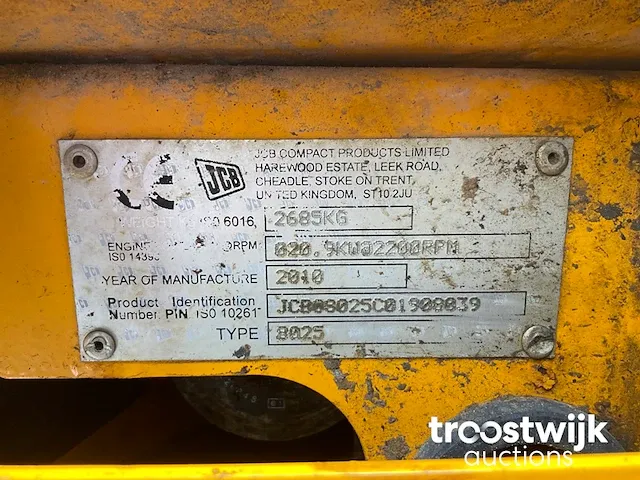 CE JCB
JCB COMPACT PRODUCTS LIMITED
HAREWOOD ESTATE, LEEK ROAD,
CHEADLE, STOKE ON TRENT,
UNITED KINGDOM, ST10 2JU
ISO 6016, 2685KG
ENGINE RPM, 020.9KW@2200RPM
YEAR OF MANUFACTURE 2010
Product Identification JCB08025C01908039
Number. PIN ISO 10261
TYPE 8025
troostwijk
auctions